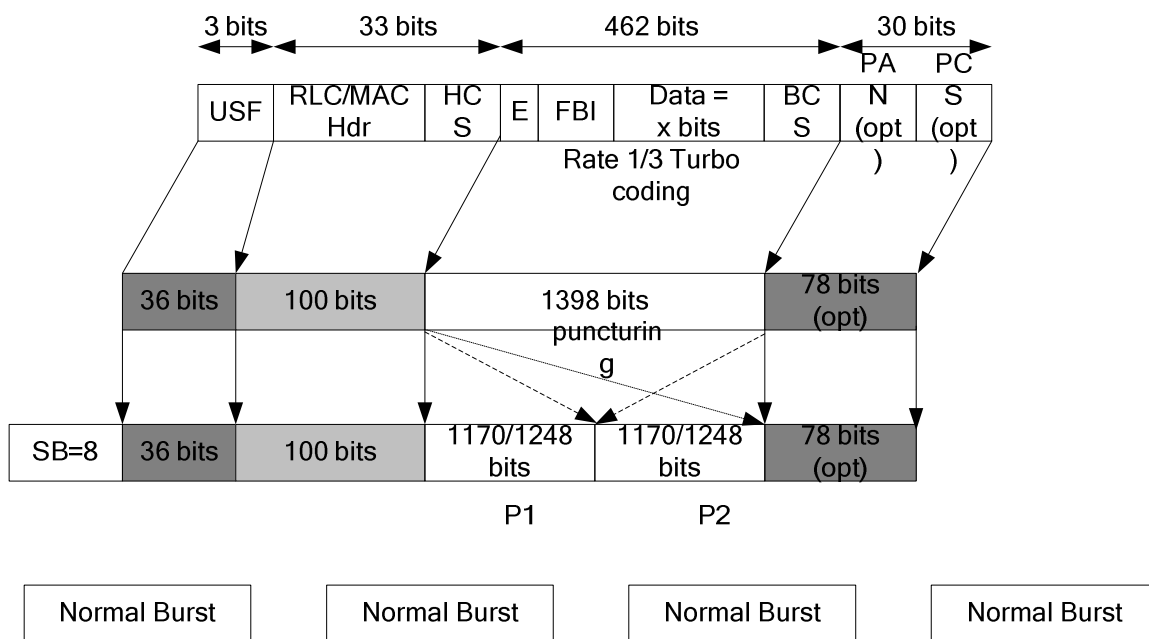 3 bits 33 bits 462 bits 30 bits
USF
RLC/MAC
Hdr
HC
S
E
FBI
Data =
x bits
BC
S
PA
N
(opt
)
PC
S
(opt
)
Rate 1/3 Turbo
coding
36 bits
100 bits
1398 bits
78 bits
(opt)
puncturin
g
SB=8
36 bits
100 bits
1170/1248
bits
1170/1248
bits
78 bits
(opt)
P1 P2
Normal Burst Normal Burst Normal Burst Normal Burst